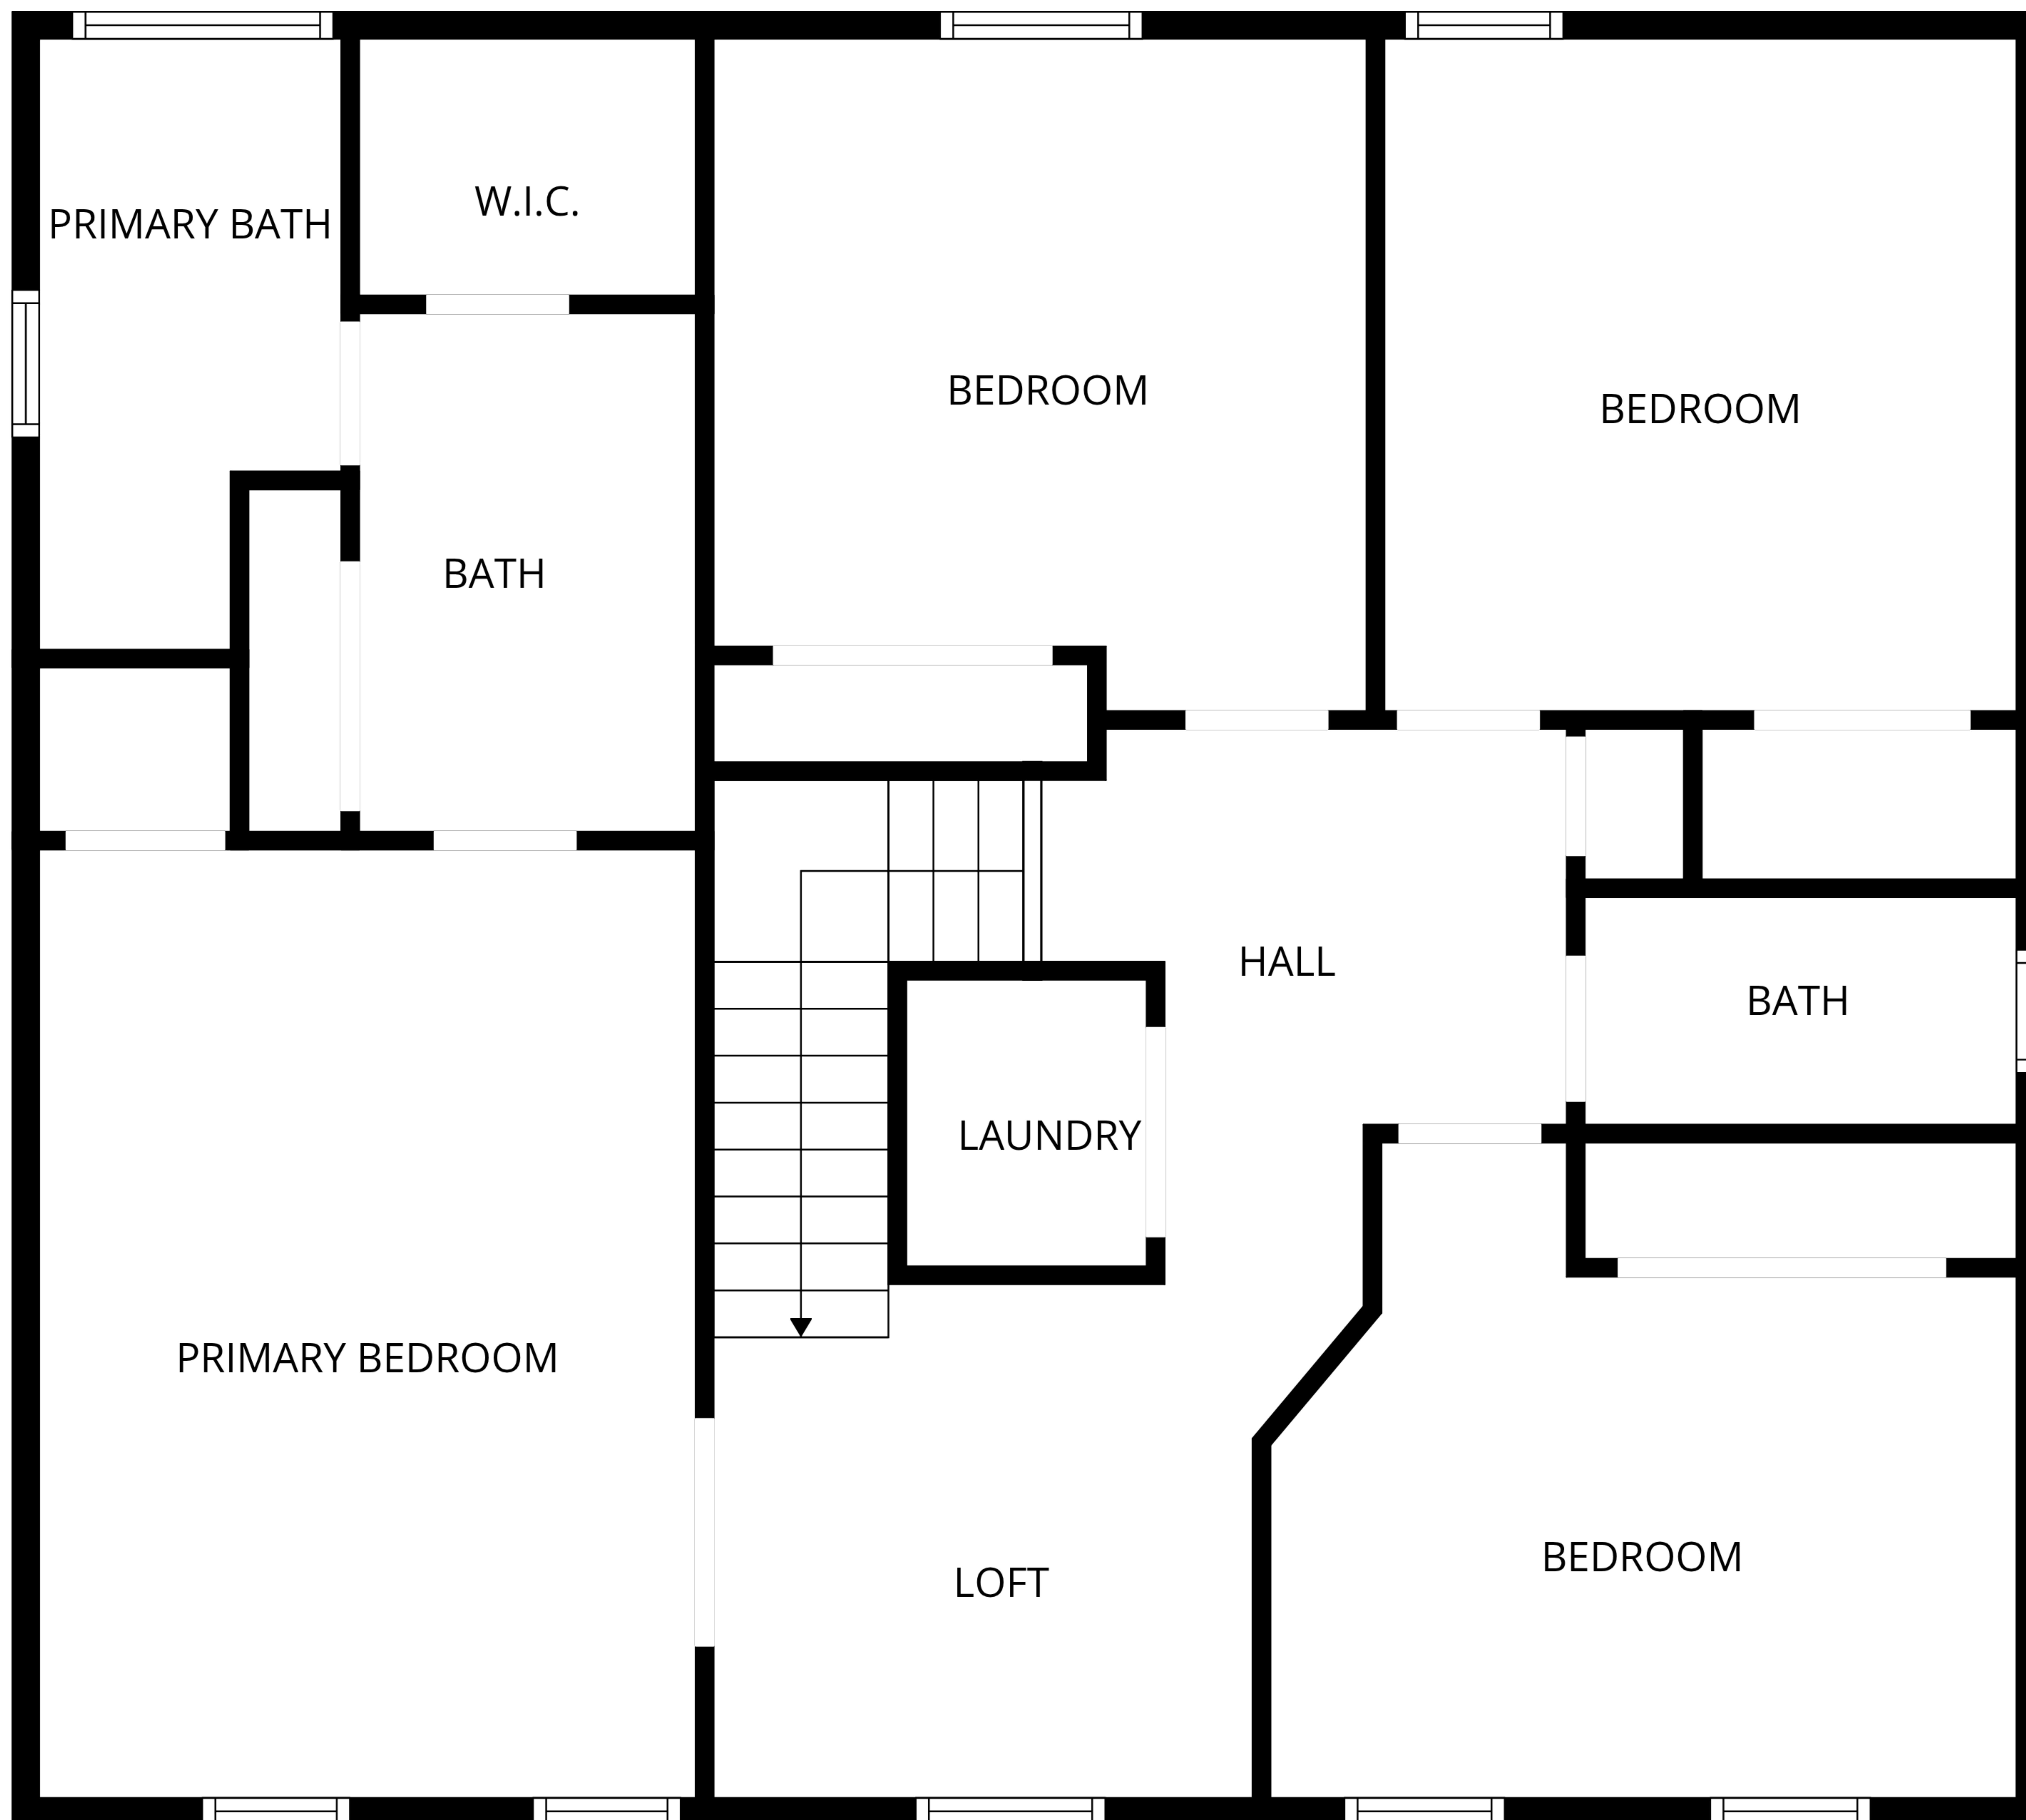 W.I.C.
PRIMARY BATH
BEDROOM
BEDROOM
BATH
HALL
BATH
LAUNDRY
PRIMARY BEDROOM
BEDROOM
LOFT